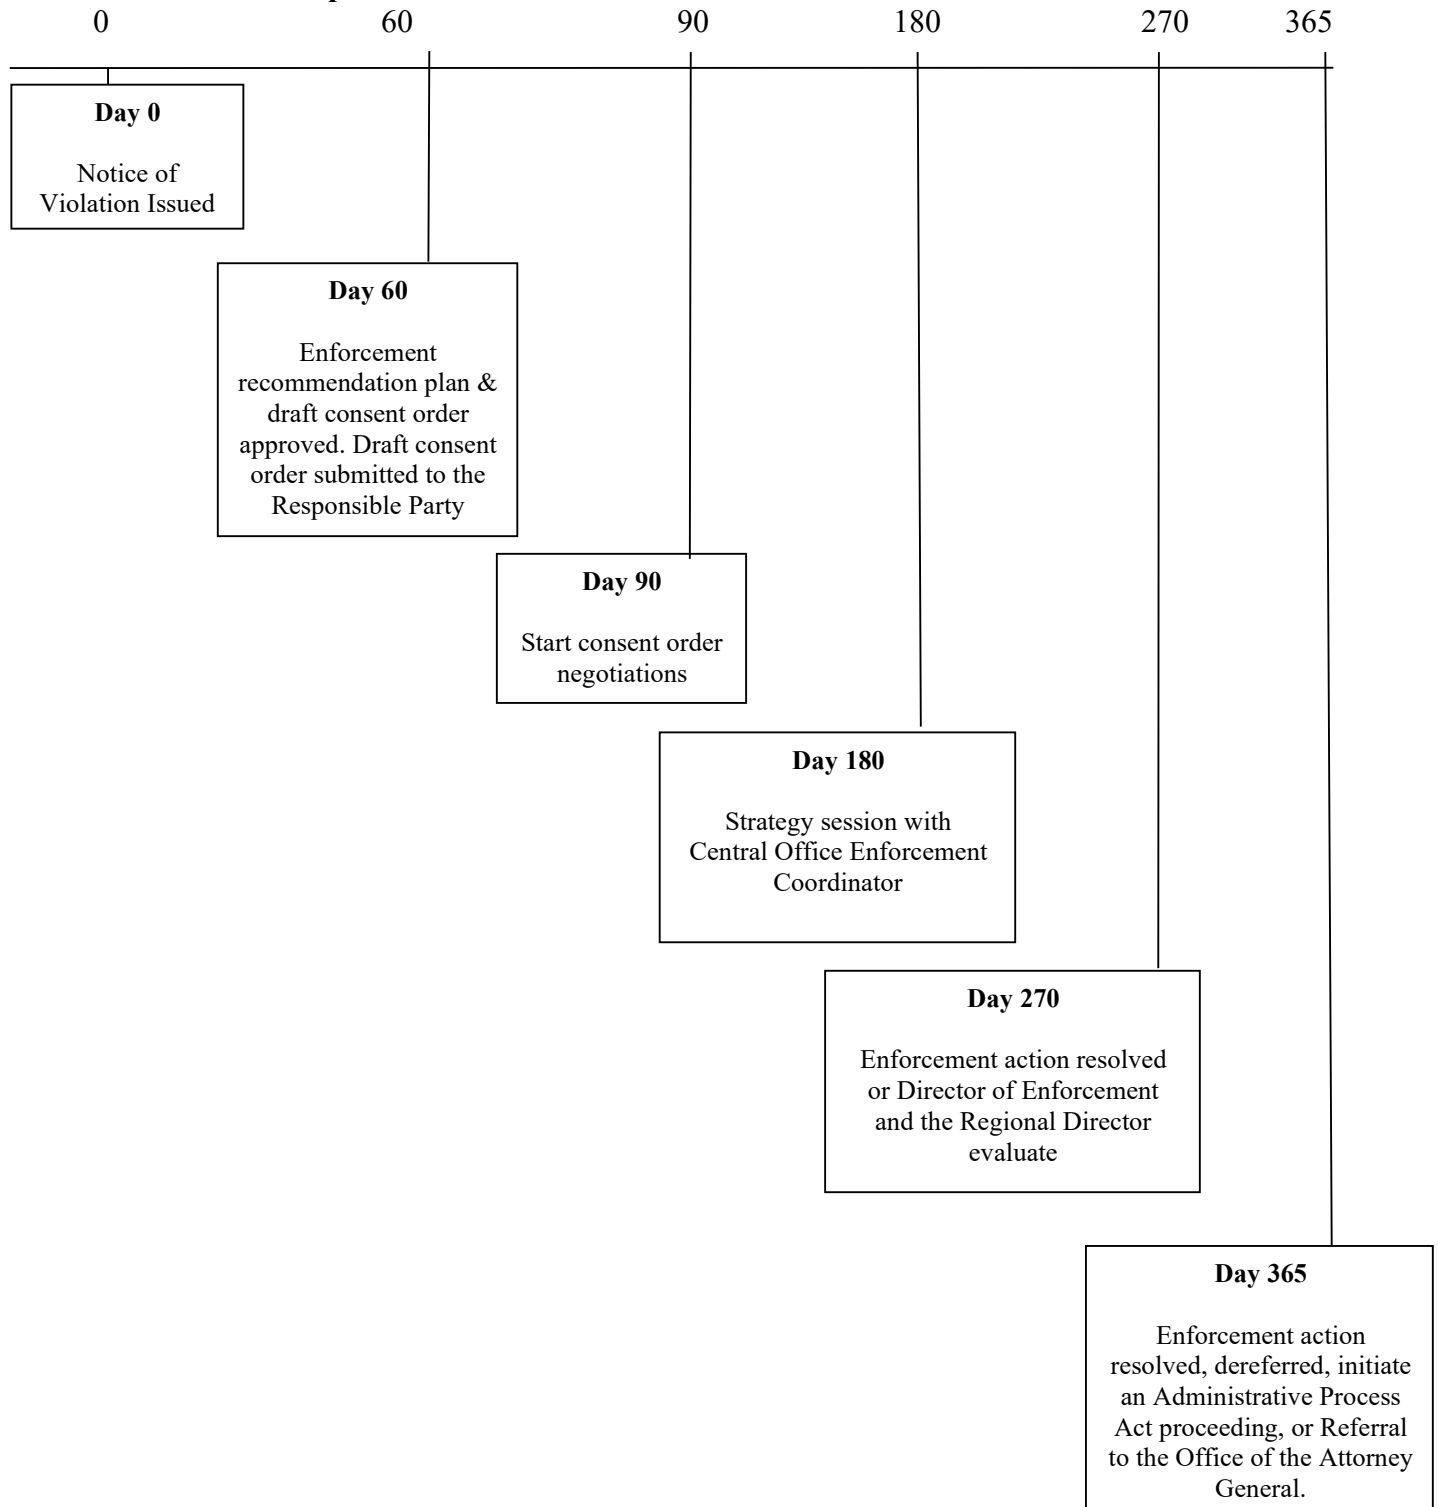 0 60 90 180 270 365
Day 0
Notice of
Violation Issued
Day 60
Enforcement
recommendation plan &
draft consent order
approved. Draft consent
order submitted to the
Responsible Party
Day 90
Start consent order
negotiations
Day 180
Strategy session with
Central Office Enforcement
Coordinator
Day 270
Enforcement action resolved
or Director of Enforcement
and the Regional Director
evaluate
Day 365
Enforcement action
resolved, dereferred, initiate
an Administrative Process
Act proceeding, or Referral
to the Office of the Attorney
General.